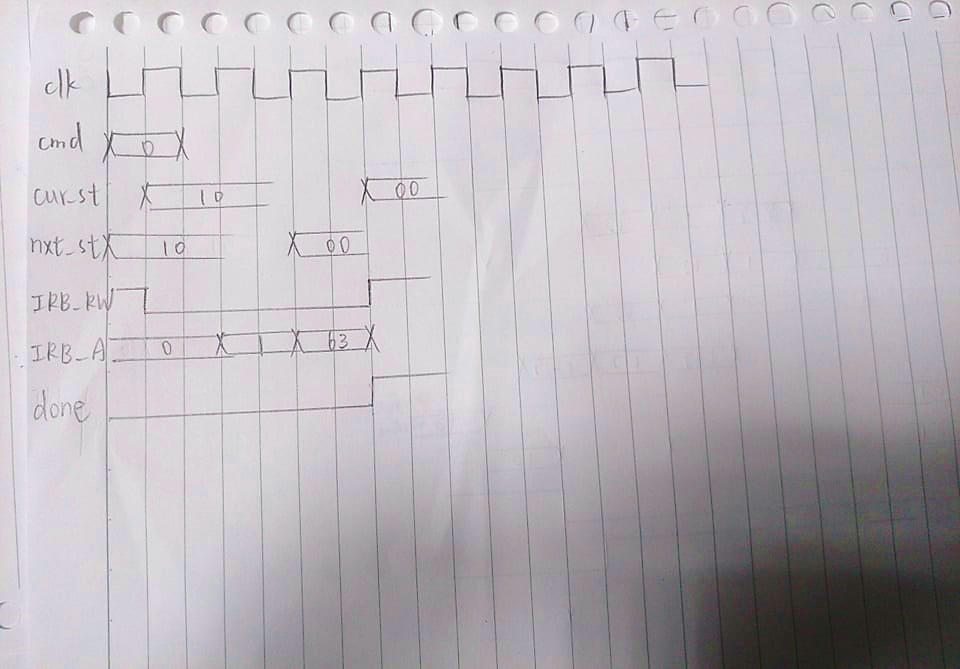 clk
cmd 0
cur_st 10 00
nxt_st 10 00
IRB_RW
IRB_A 0 1 63
done